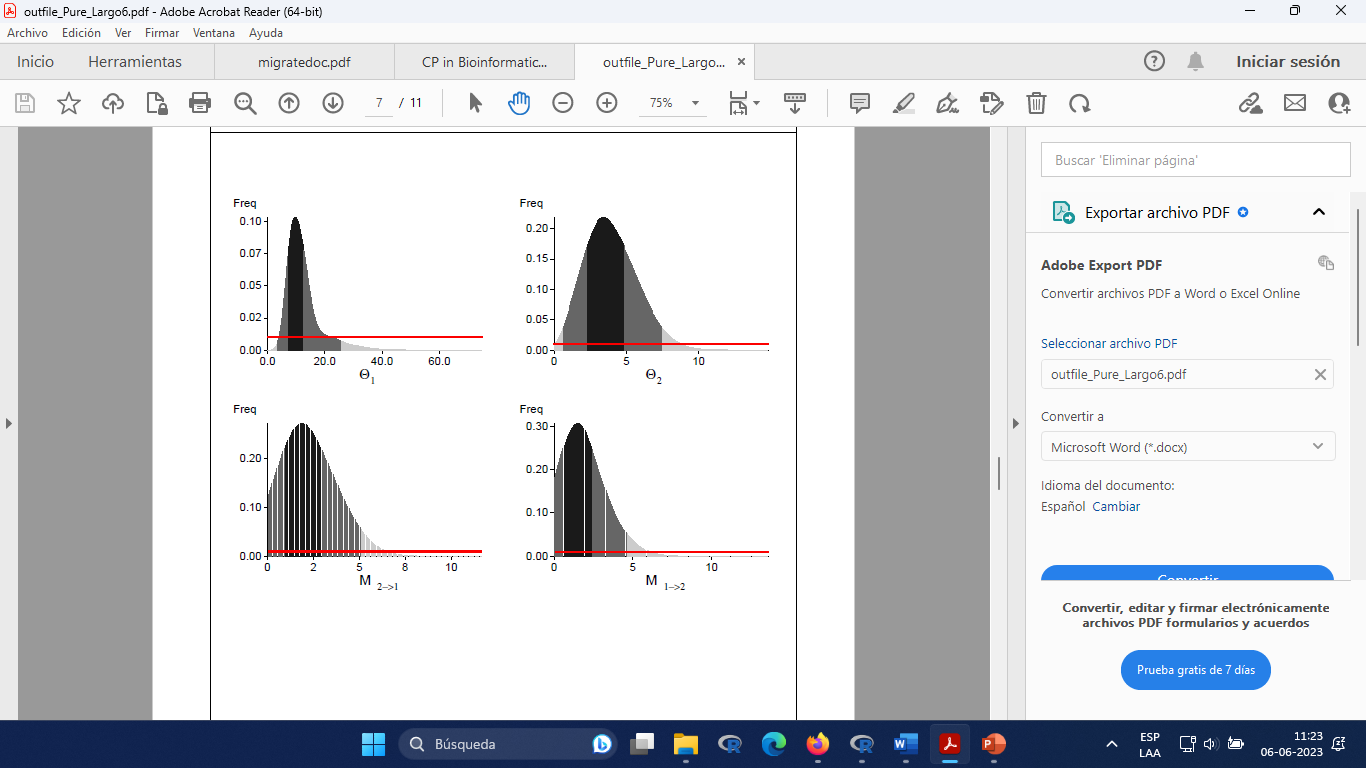 outfile_Pure_Largo6.pdf - Adobe Acrobat Reader (64-bit)
Archivo Edición Ver Firmar Ventana Ayuda
Inicio Herramientas migratedoc.pdf CP in Bioinformatic... outfile_Pure_Largo... Iniciar sesión
7 / 11 75%
Buscar 'Eliminar página'
Exportar archivo PDF
Adobe Export PDF
Convertir archivos PDF a Word o Excel Online
Seleccionar archivo PDF
outfile_Pure_Largo6.pdf
Convertir a
Microsoft Word (*.docx)
Idioma del documento:
Español Cambiar
Convertir
Convertir, editar y firmar electrónicamente
archivos PDF formularios y acuerdos
Prueba gratis de 7 días
Freq
0.10
0.07
0.05
0.02
0.00
0.0 20.0 40.0 60.0
Θ1
Freq
0.20
0.15
0.10
0.05
0.00
0 5 10
Θ2
Freq
0.20
0.10
0.00
0 2 5 8 10
M 2->1
Freq
0.30
0.20
0.10
0.00
0 5 10
M 1->2
Búsqueda
ESP
LAA
11:23
06-06-2023